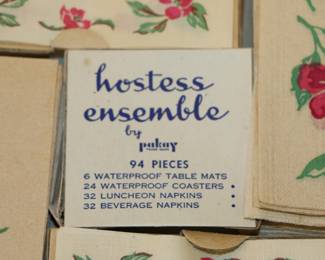 hostess
ensemble
by
pakay
94 PIECES
6 WATERPROOF TABLE MATS
24 WATERPROOF COASTERS •
32 LUNCHEON NAPKINS •
32 BEVERAGE NAPKINS •